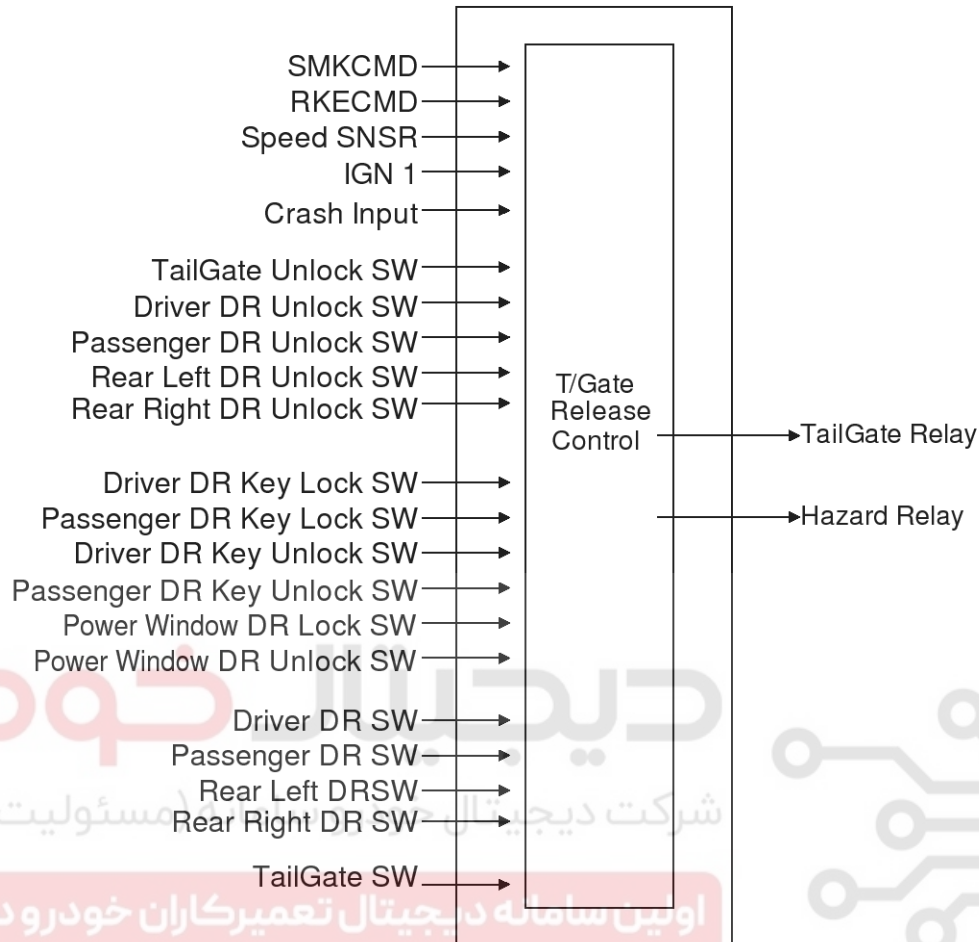 SMKCMD
RKECMD
Speed SNSR
IGN 1
Crash Input
TailGate Unlock SW
Driver DR Unlock SW
Passenger DR Unlock SW
Rear Left DR Unlock SW
Rear Right DR Unlock SW
Driver DR Key Lock SW
Passenger DR Key Lock SW
Driver DR Key Unlock SW
Passenger DR Key Unlock SW
Power Window DR Lock SW
Power Window DR Unlock SW
Driver DR SW
Passenger DR SW
Rear Left DRSW
Rear Right DR SW
TailGate SW
T/Gate
Release
Control
TailGate Relay
Hazard Relay
دیجیتال
شرکت دیجیتال خودرو سامانه (مسئولیت
اولین سامانه دیجیتال تعمیرکاران خودرو